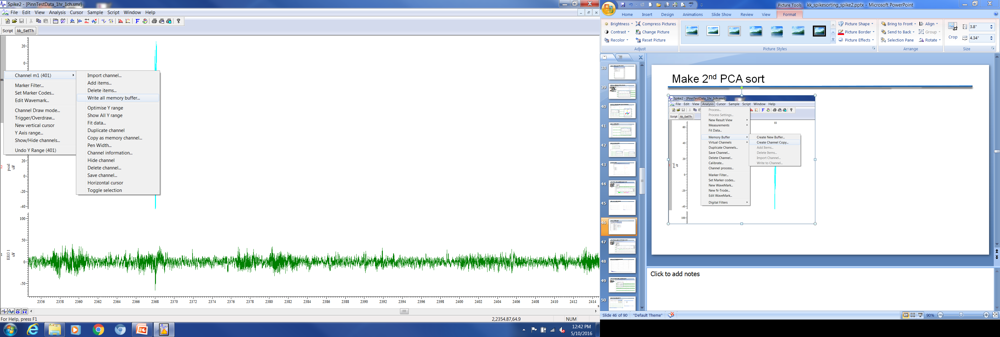 Spike2 - [PinnTestData_1hr_1ch.smr]
File Edit View Analysis Cursor Sample Script Window Help
Script kk_SetTh
20
0
m
Channel m1 (401)
Marker Filter...
Set Marker Codes...
Edit Wavemark...
Channel Draw mode...
Trigger/Overdraw...
New vertical cursor
Y Axis range...
Show/Hide channels...
Undo Y Range (401)
Import channel...
Add items...
Delete items...
Write all memory buffer...
Optimise Y range
Show All Y range
Fit data...
Duplicate channel
Copy as memory channel...
Pen Width...
Channel information...
Hide channel
Delete channel...
Save channel...
Horizontal cursor
Toggle selection
20
2 pcal uV
0
-20
-40
100
50
1 EEG 1 uV
0
-50
2356 2358 2360 2362 2364 2366 2368 2370 2372 2374 2376 2378 2380 2382 2384 2386 2388 2390 2392 2394 2396 2398 2400 2402 2404 2406 2408 2410 2412 2414
s
For Help, press F1
2,2354.87,64.9
NUM
12:42 PM
5/10/2016
Picture Tools
kk_spikesorting_spike2.pptx - Microsoft PowerPoint
Home Insert Design Animations Slide Show Review View Format
Brightness Compress Pictures
Contrast Change Picture
Recolor Reset Picture
Adjust
Picture Styles
Picture Shape
Picture Border
Picture Effects
Bring to Front Align
Send to Back Group
Selection Pane Rotate
Arrange
Crop
3.8"
4.34"
Size
38
39
40
41
42
43
44
45
46
47
48
49
50
Make 2nd PCA sort
Spike2 - [PinnTestData_1hr_1ch.smr]
File Edit View Analysis Cursor Sample Script Window Help
Script kk_SetTh
Process...
Process Settings...
New Result View
Measurements
Fit Data...
Memory Buffer
Virtual Channels
Duplicate Channels...
Save Channel...
Delete Channel...
Calibrate...
Channel process...
Marker Filter...
Set Marker codes...
New WaveMark...
New N-Trode...
Edit WaveMark...
Digital Filters
Create New Buffer...
Create Channel Copy...
Add Items...
Delete Items...
Import Channel...
Write to Channel...
03
60
40
20
2 pcal uV
0
-20
-40
100
Click to add notes
Slide 46 of 90
"Default Theme"
90%